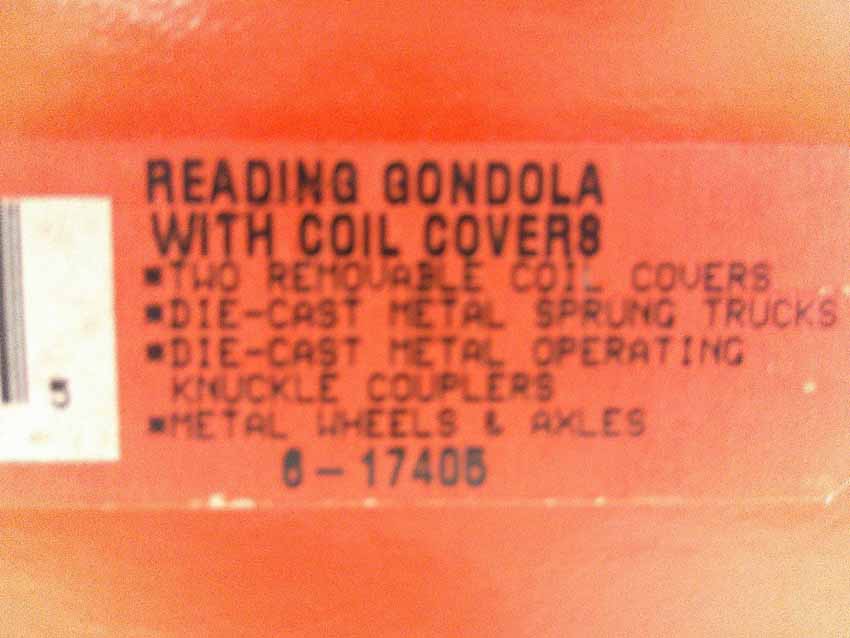 READING GONDOLA
WITH COIL COVERS
▪TWO REMOVABLE COIL COVERS
▪DIE-CAST METAL SPRUNG TRUCKS
▪DIE-CAST METAL OPERATING
KNUCKLE COUPLERS
▪METAL WHEELS & AXLES
6-17405
5